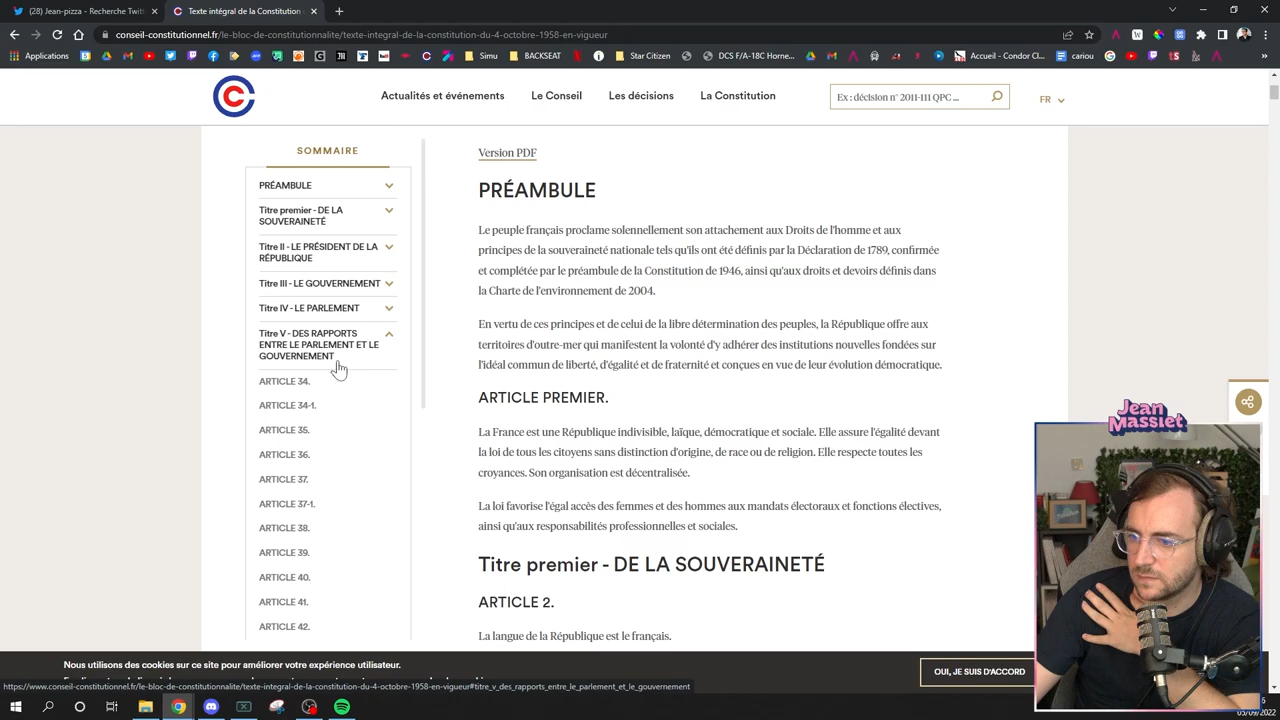 (28) Jean-pizza - Recherche Twitt
Texte intégral de la Constitution
conseil-constitutionnel.fr/le-bloc-de-constitutionnalite/texte-integral-de-la-constitution-du-4-octobre-1958-en-vigueur
Applications
Simu
BACKSEAT
Star Citizen
DCS F/A-18C Horne...
Accueil - Condor Cl...
cariou
Actualités et événements
Le Conseil
Les décisions
La Constitution
Ex : décision n° 2011-111 QPC ...
FR
SOMMAIRE
PRÉAMBULE
Titre premier - DE LA
SOUVERAINETÉ
Titre II - LE PRÉSIDENT DE LA
RÉPUBLIQUE
Titre III - LE GOUVERNEMENT
Titre IV - LE PARLEMENT
Titre V - DES RAPPORTS
ENTRE LE PARLEMENT ET LE
GOUVERNEMENT
ARTICLE 34.
ARTICLE 34-1.
ARTICLE 35.
ARTICLE 36.
ARTICLE 37.
ARTICLE 37-1.
ARTICLE 38.
ARTICLE 39.
ARTICLE 40.
ARTICLE 41.
ARTICLE 42.
Version PDF
PRÉAMBULE
Le peuple français proclame solennellement son attachement aux Droits de l'homme et aux
principes de la souveraineté nationale tels qu'ils ont été définis par la Déclaration de 1789, confirmée
et complétée par le préambule de la Constitution de 1946, ainsi qu'aux droits et devoirs définis dans
la Charte de l'environnement de 2004.
En vertu de ces principes et de celui de la libre détermination des peuples, la République offre aux
territoires d'outre-mer qui manifestent la volonté d'y adhérer des institutions nouvelles fondées sur
l'idéal commun de liberté, d'égalité et de fraternité et conçues en vue de leur évolution démocratique.
ARTICLE PREMIER.
La France est une République indivisible, laïque, démocratique et sociale. Elle assure l'égalité devant
la loi de tous les citoyens sans distinction d'origine, de race ou de religion. Elle respecte toutes les
croyances. Son organisation est décentralisée.
La loi favorise l'égal accès des femmes et des hommes aux mandats électoraux et fonctions électives,
ainsi qu'aux responsabilités professionnelles et sociales.
Titre premier - DE LA SOUVERAINETÉ
ARTICLE 2.
La langue de la République est le français.
Jean
Massiet
Nous utilisons des cookies sur ce site pour améliorer votre expérience utilisateur.
OUI, JE SUIS D'ACCORD
https://www.conseil-constitutionnel.fr/le-bloc-de-constitutionnalite/texte-integral-de-la-constitution-du-4-octobre-1958-en-vigueur#titre_v_des_rapports_entre_le_parlement_et_le_gouvernement
05/09/2022